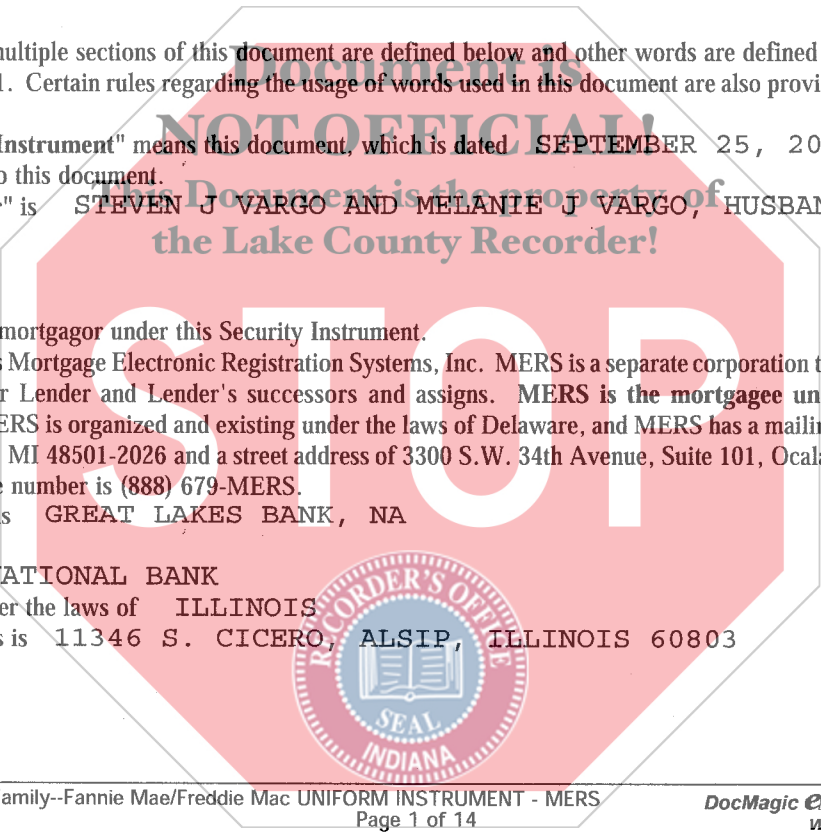 multiple sections of this document are defined below and other words are defined
1. Certain rules regarding the usage of words used in this document are also provi
Document is
Instrument" means this document, which is dated SEPTEMBER 25, 20
NOT OFFICIAL!
o this document.
This Document is the property of
" is STEVEN J VARGO AND MELANIE J VARGO, HUSBAN
the Lake County Recorder!
mortgagor under this Security Instrument.
s Mortgage Electronic Registration Systems, Inc. MERS is a separate corporation t
r Lender and Lender's successors and assigns. MERS is the mortgagee un
ERS is organized and existing under the laws of Delaware, and MERS has a mailin
MI 48501-2026 and a street address of 3300 S.W. 34th Avenue, Suite 101, Ocala
e number is (888) 679-MERS.
STOP
is GREAT LAKES BANK, NA
ATIONAL BANK
er the laws of ILLINOIS
s is 11346 S. CICERO, ALSIP, ILLINOIS 60803
RECORDER'S OFFICE
SEAL
INDIANA
amily--Fannie Mae/Freddie Mac UNIFORM INSTRUMENT - MERS
Page 1 of 14
DocMagic